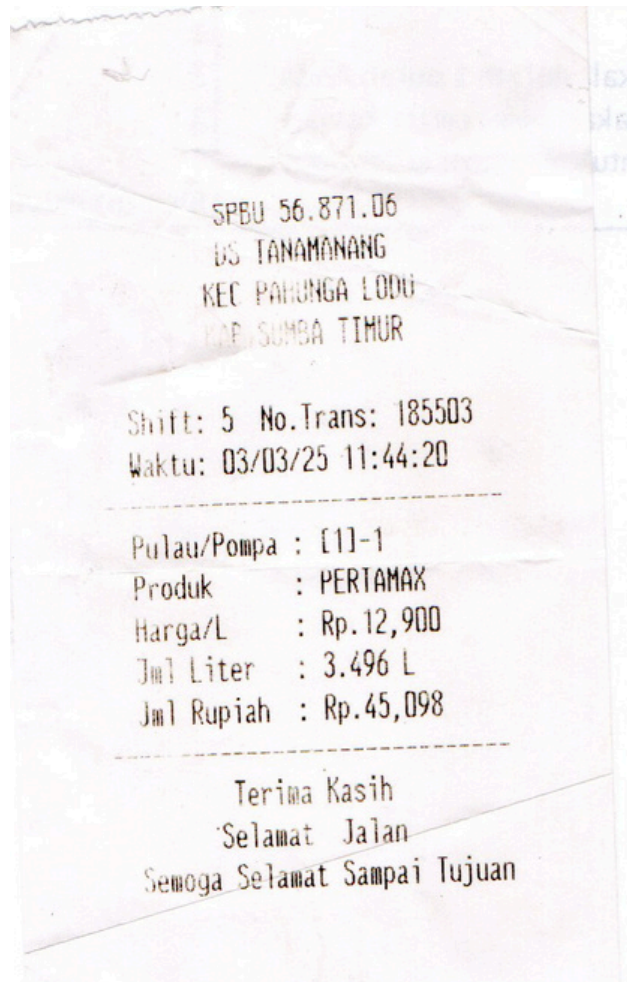 SPBU 56.871.06
DS TANAMANANG
KEC PAHUNGA LODU
KAB.SUMBA TIMUR
Shift: 5 No.Trans: 185503
Waktu: 03/03/25 11:44:20
Pulau/Pompa : [1]-1
Produk : PERTAMAX
Harga/L : Rp.12,900
Jml Liter : 3.496 L
Jml Rupiah : Rp.45,098
Terima Kasih
Selamat Jalan
Semoga Selamat Sampai Tujuan